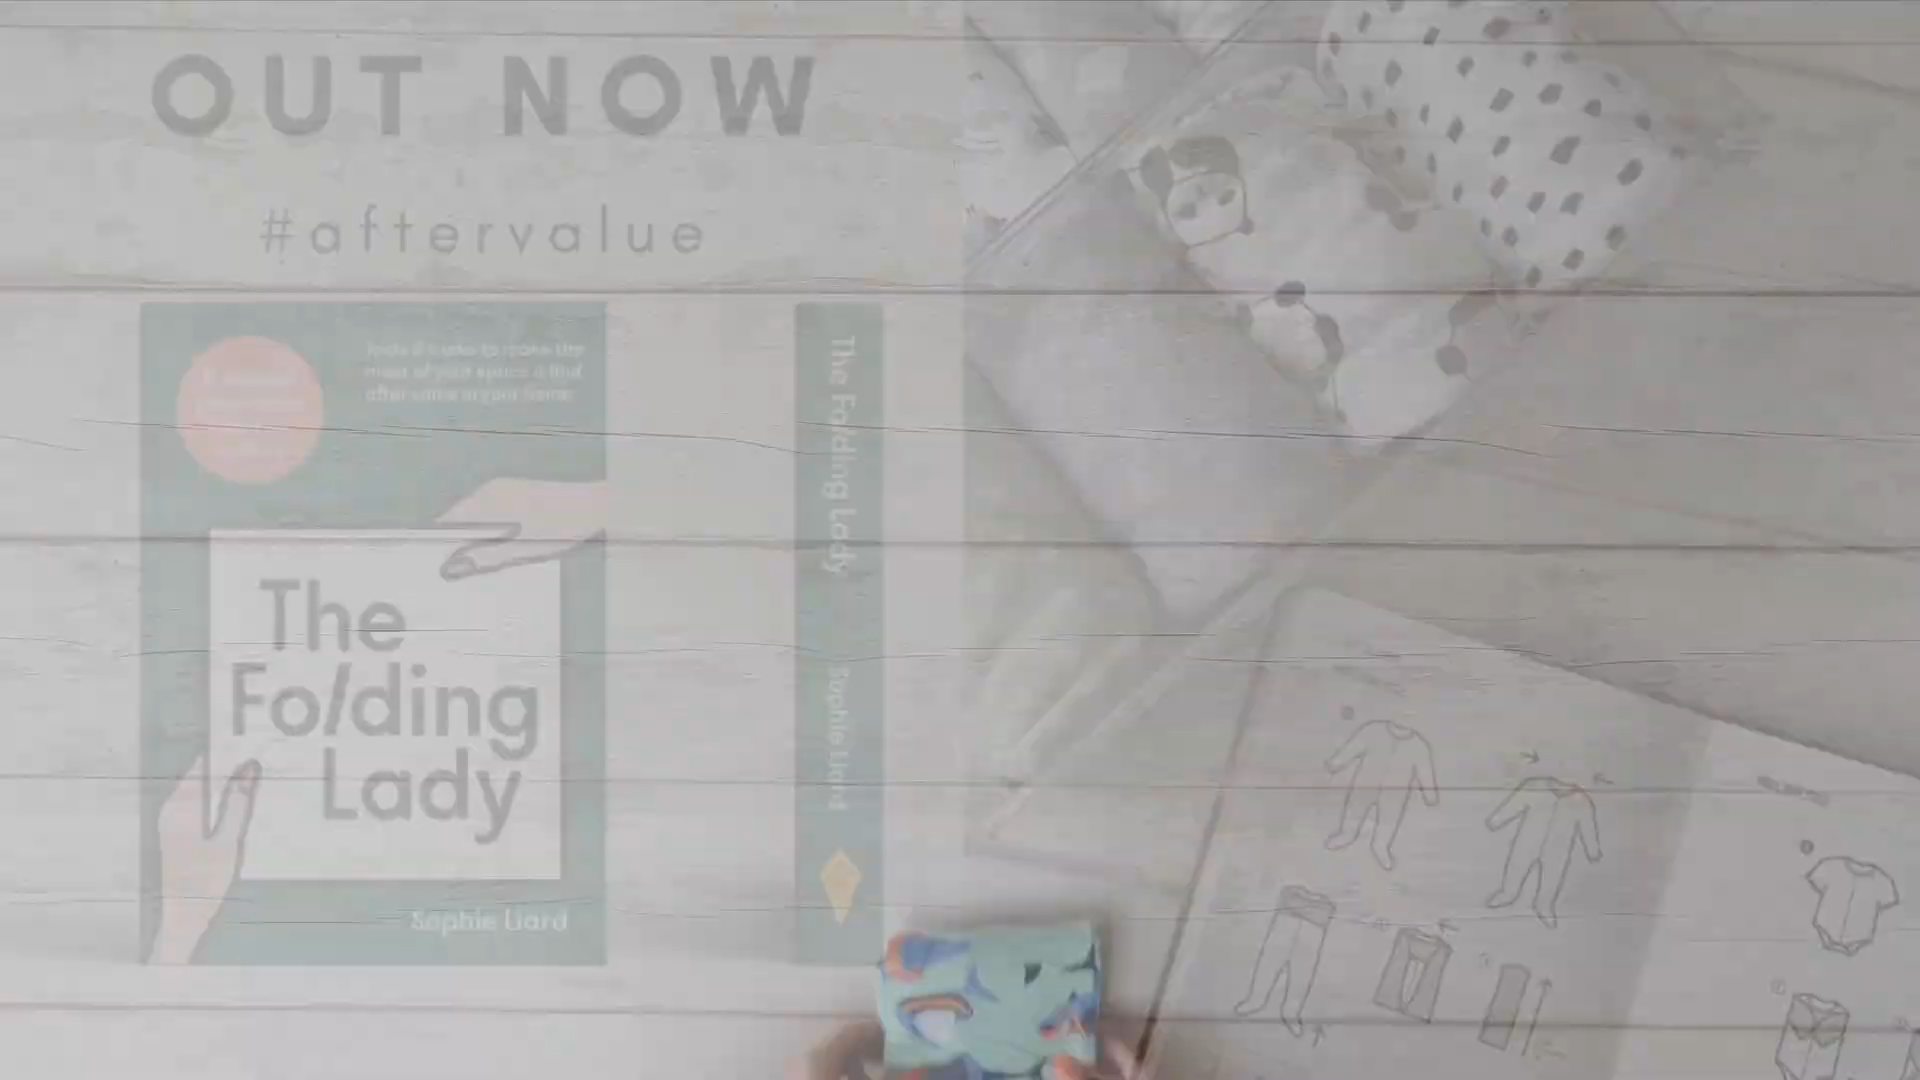 OUT NOW
#aftervalue
The
Folding
Lady
Sophie Liard
The Folding Lady
Sophie Liard